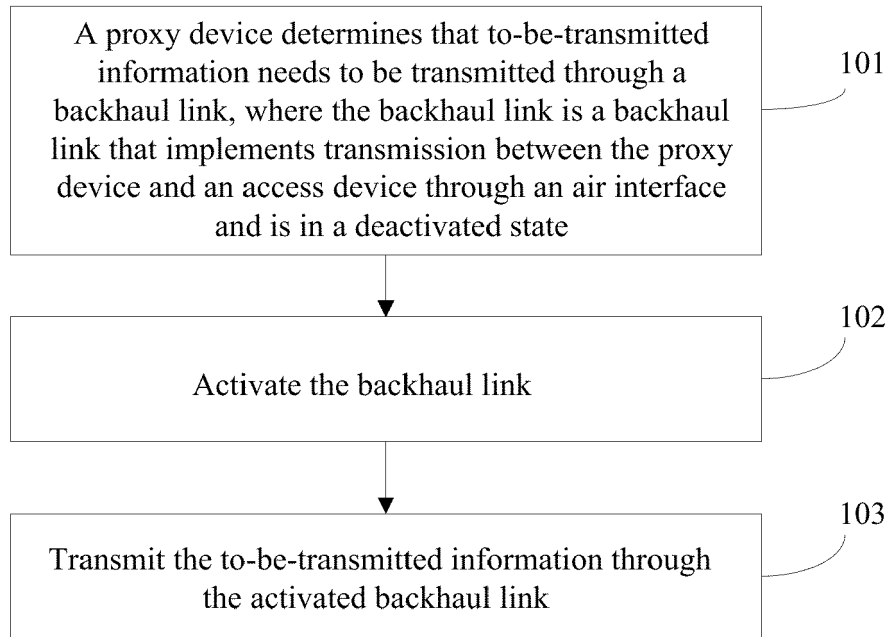 A proxy device determines that to-be-transmitted
information needs to be transmitted through a
backhaul link, where the backhaul link is a backhaul
link that implements transmission between the proxy
device and an access device through an air interface
and is in a deactivated state
101
Activate the backhaul link
102
Transmit the to-be-transmitted information through
the activated backhaul link
103